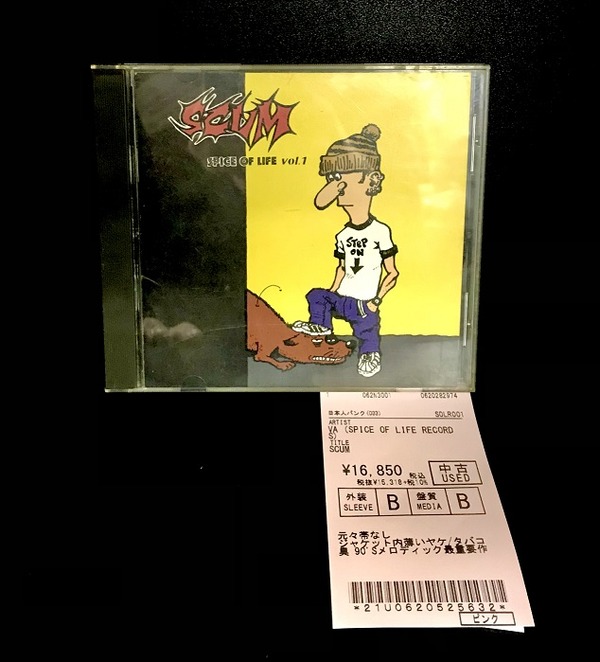 SCUM
SPICE OF LIFE vol.1
STEP
ON
062N3001 0620282974
日本人パンク(033) SOLR001
ARTIST
VA (SPICE OF LIFE RECORD
S)
TITLE
SCUM
¥16,850 税込
税抜¥15,318+税10%
中古
USED
外装 B 盤質 B
SLEEVE MEDIA
元々帯なし
ジャケット内薄いヤケ/タバコ
臭 90'Sメロディック最重要作
*21U0620525632*
ピンク